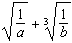 √(1/a) + ∛(1/b)